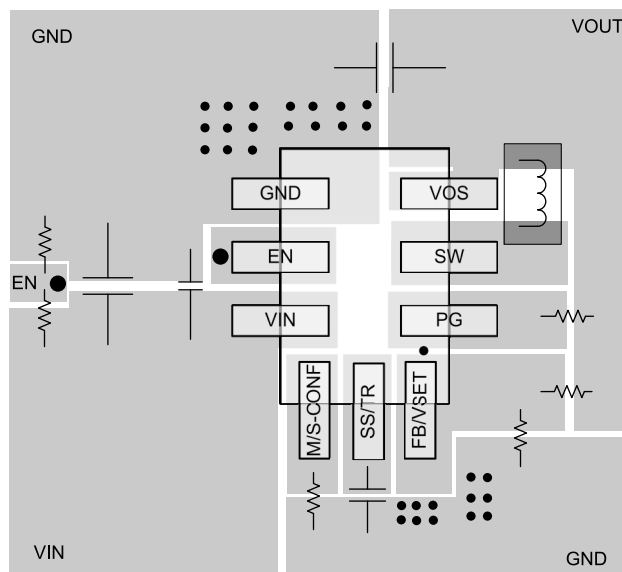 GND
VOUT
GND
VOS
EN
SW
EN
VIN
PG
M/S-CONF
SS/TR
FB/VSET
VIN
GND